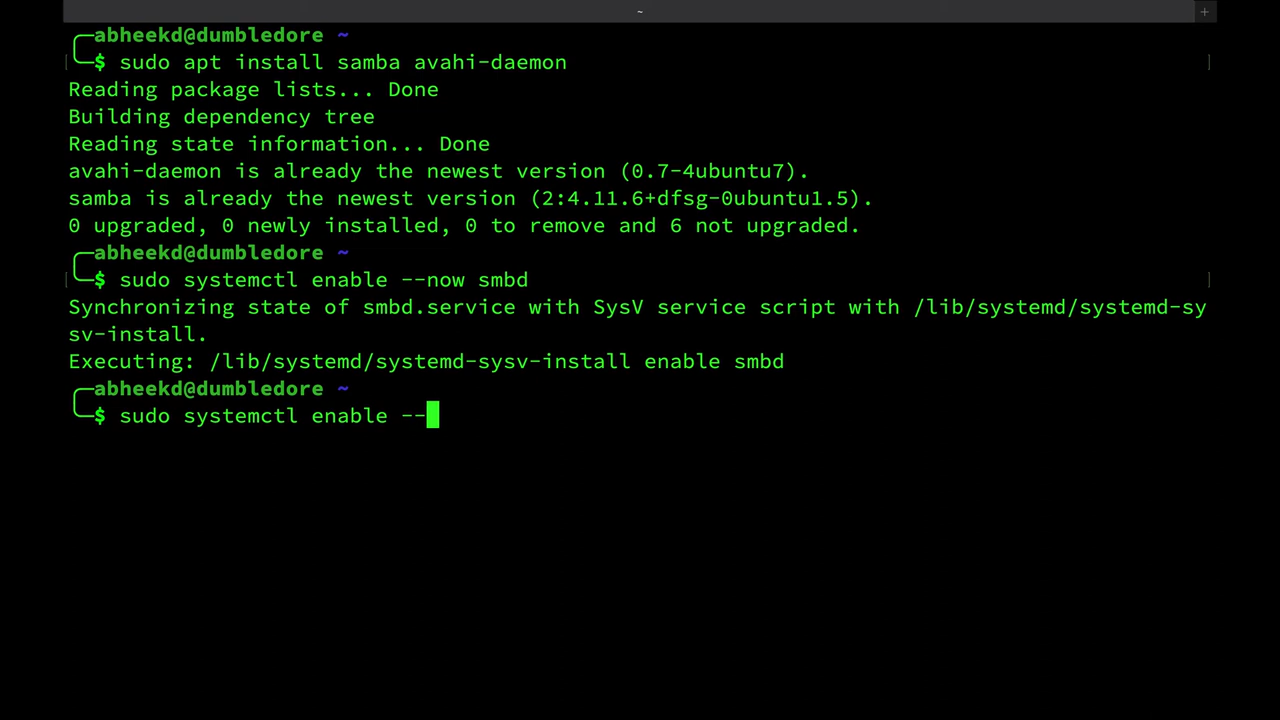 ~
+
╭─abheekd@dumbledore ~
╰─$ sudo apt install samba avahi-daemon
Reading package lists... Done
Building dependency tree
Reading state information... Done
avahi-daemon is already the newest version (0.7-4ubuntu7).
samba is already the newest version (2:4.11.6+dfsg-0ubuntu1.5).
0 upgraded, 0 newly installed, 0 to remove and 6 not upgraded.
╭─abheekd@dumbledore ~
╰─$ sudo systemctl enable --now smbd
Synchronizing state of smbd.service with SysV service script with /lib/systemd/systemd-sy
sv-install.
Executing: /lib/systemd/systemd-sysv-install enable smbd
╭─abheekd@dumbledore ~
╰─$ sudo systemctl enable --